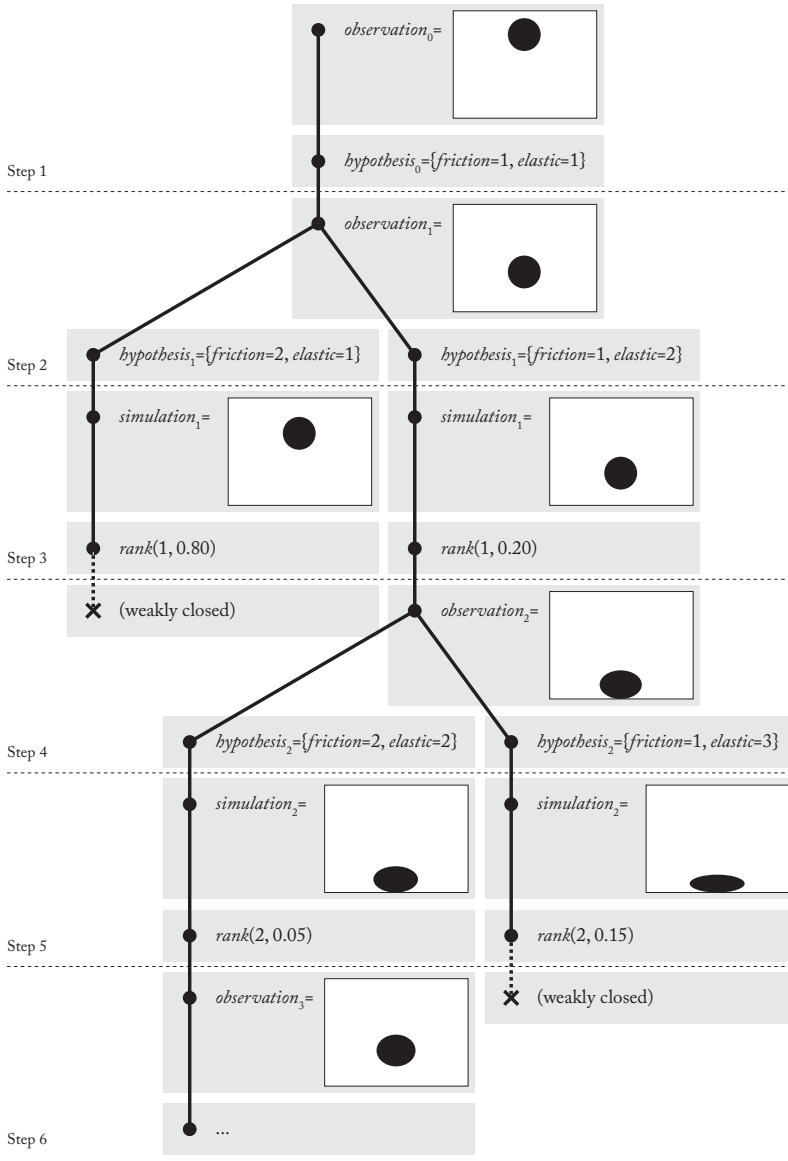 observation₀=
Step 1
hypothesis₀={friction=1, elastic=1}
observation₁=
Step 2
hypothesis₁={friction=2, elastic=1}
hypothesis₁={friction=1, elastic=2}
simulation₁=
simulation₁=
Step 3
rank(1, 0.80)
rank(1, 0.20)
(weakly closed)
observation₂=
Step 4
hypothesis₂={friction=2, elastic=2}
hypothesis₂={friction=1, elastic=3}
simulation₂=
simulation₂=
Step 5
rank(2, 0.05)
rank(2, 0.15)
observation₃=
(weakly closed)
Step 6
...